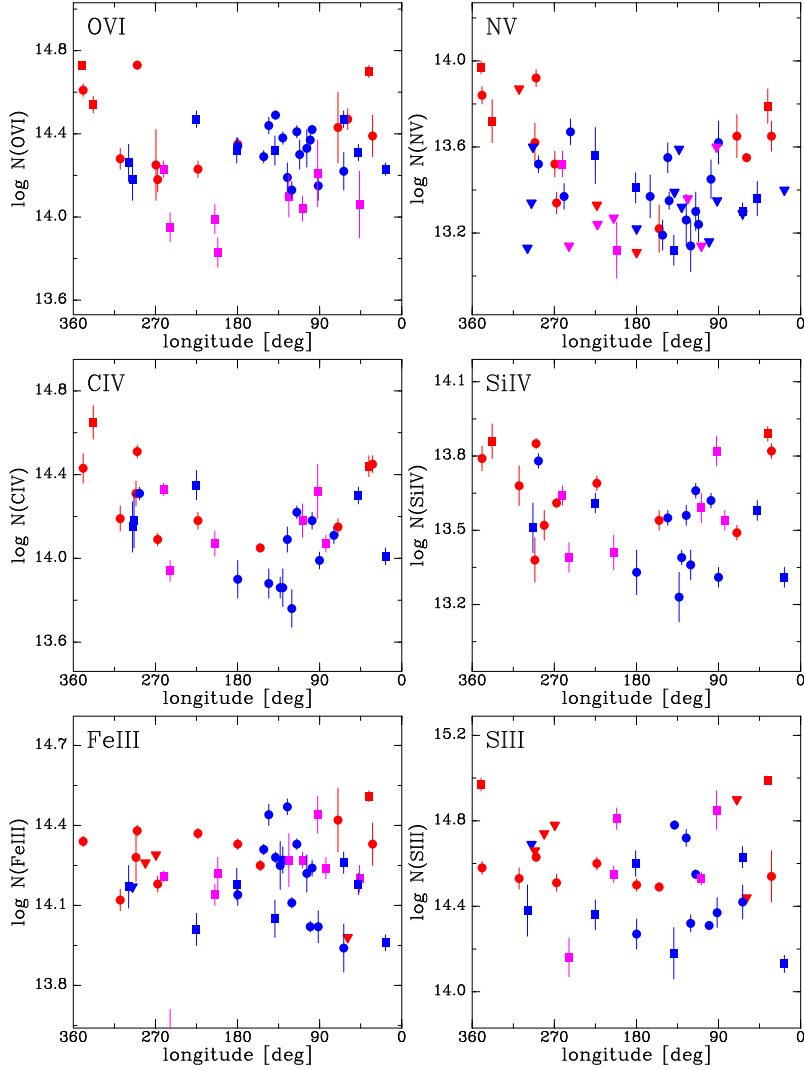 OVI
14.8
14.4
14.0
13.6
log N(OVI)
360 270 180 90 0
longitude [deg]
NV
14.0
13.6
13.2
log N(NV)
360 270 180 90 0
longitude [deg]
CIV
14.8
14.4
14.0
13.6
log N(CIV)
360 270 180 90 0
longitude [deg]
SiIV
14.1
13.8
13.5
13.2
log N(SiIV)
360 270 180 90 0
longitude [deg]
FeIII
14.7
14.4
14.1
13.8
log N(FeIII)
360 270 180 90 0
longitude [deg]
SIII
15.2
14.8
14.4
14.0
log N(SIII)
360 270 180 90 0
longitude [deg]